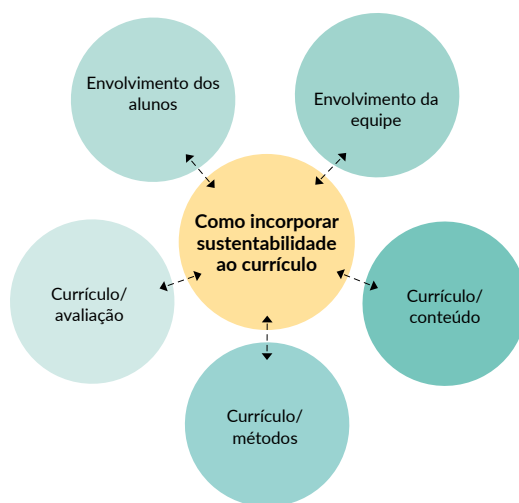 Envolvimento dos
alunos
Envolvimento da
equipe
Como incorporar
sustentabilidade
ao currículo
Currículo/
avaliação
Currículo/
conteúdo
Currículo/
métodos